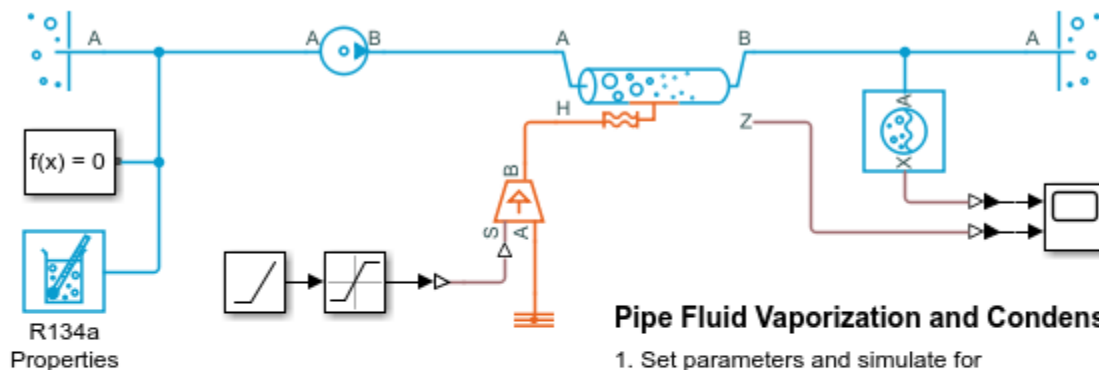 A
A
B
A
B
A
H
Z
A
X
f(x) = 0
B
S
A
R134a
Properties
Pipe Fluid Vaporization and Condens
1. Set parameters and simulate for